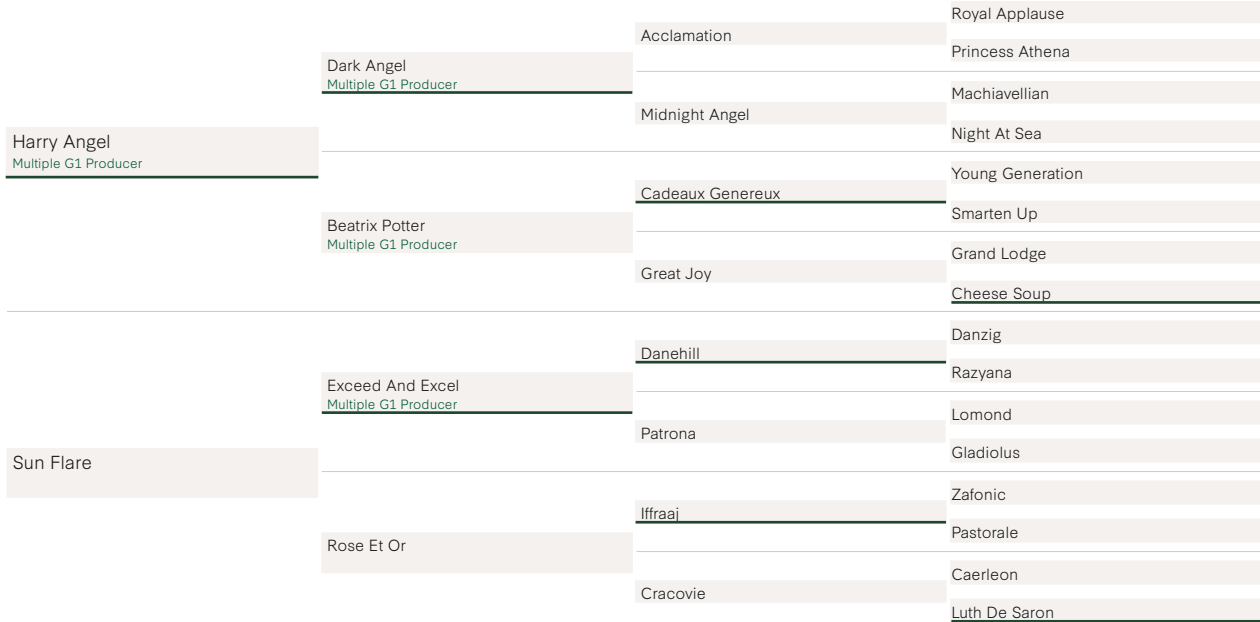 Harry Angel
Multiple G1 Producer
Sun Flare
Dark Angel
Multiple G1 Producer
Beatrix Potter
Multiple G1 Producer
Exceed And Excel
Multiple G1 Producer
Rose Et Or
Acclamation
Midnight Angel
Cadeaux Genereux
Great Joy
Danehill
Patrona
Iffraaj
Cracovie
Royal Applause
Princess Athena
Machiavellian
Night At Sea
Young Generation
Smarten Up
Grand Lodge
Cheese Soup
Danzig
Razyana
Lomond
Gladiolus
Zafonic
Pastorale
Caerleon
Luth De Saron